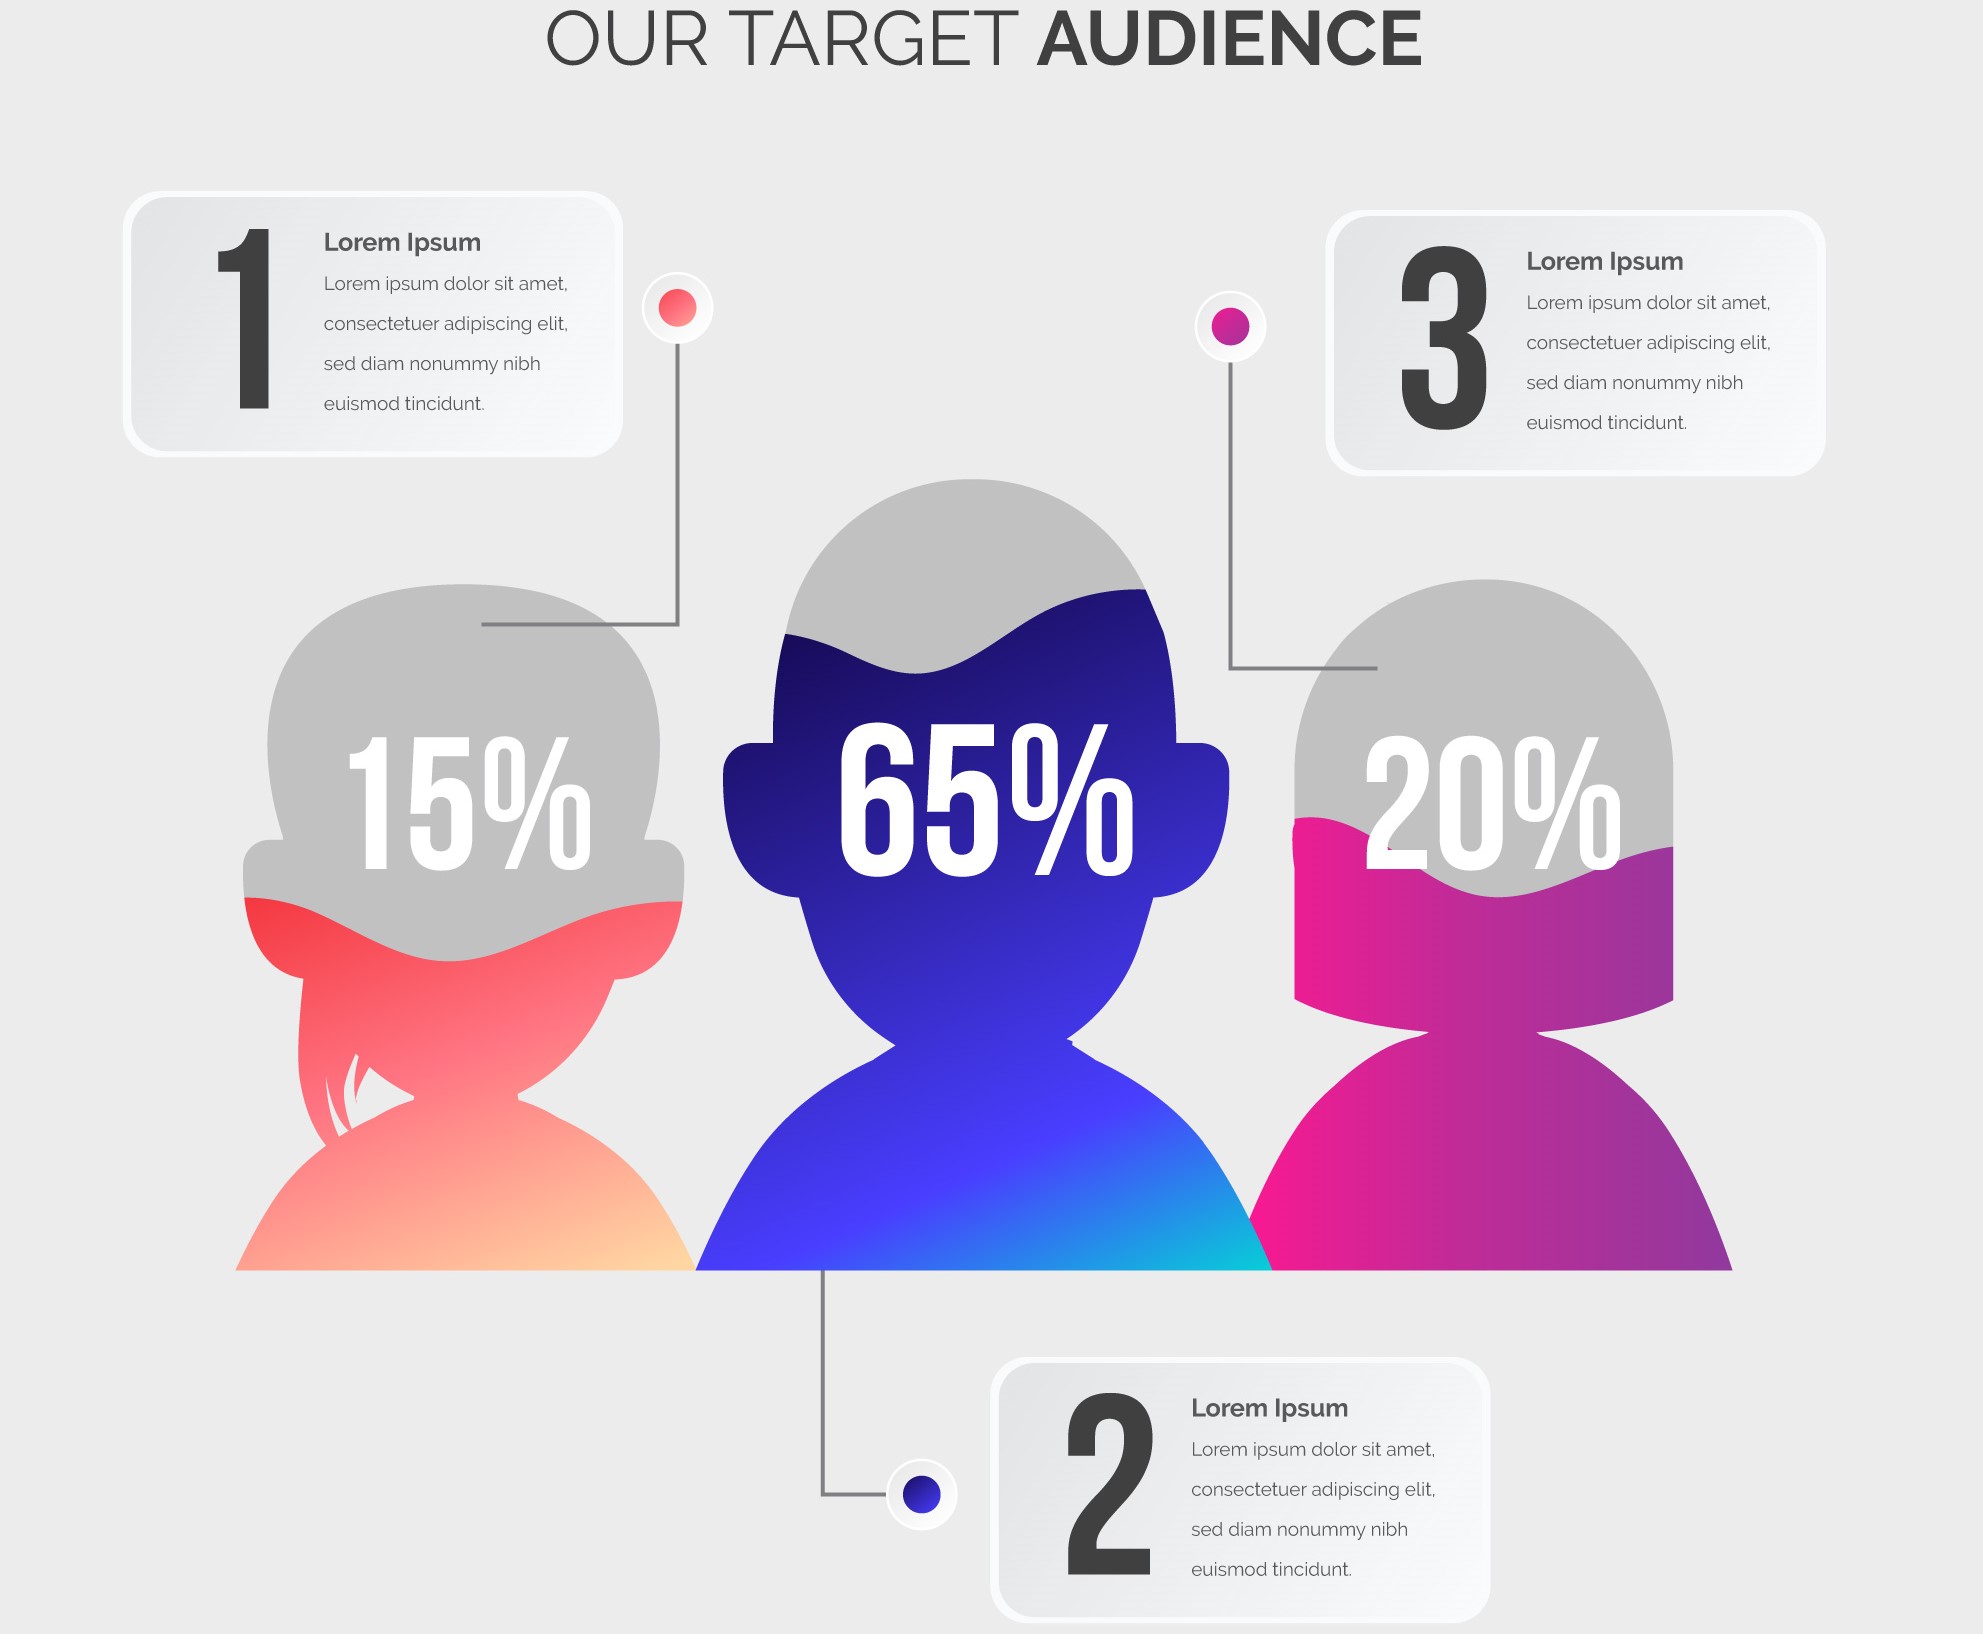 OUR TARGET AUDIENCE
1
Lorem Ipsum
Lorem ipsum dolor sit amet,
consectetuer adipiscing elit,
sed diam nonummy nibh
euismod tincidunt.
3
Lorem Ipsum
Lorem ipsum dolor sit amet,
consectetuer adipiscing elit,
sed diam nonummy nibh
euismod tincidunt.
15%
65%
20%
2
Lorem Ipsum
Lorem ipsum dolor sit amet,
consectetuer adipiscing elit,
sed diam nonummy nibh
euismod tincidunt.